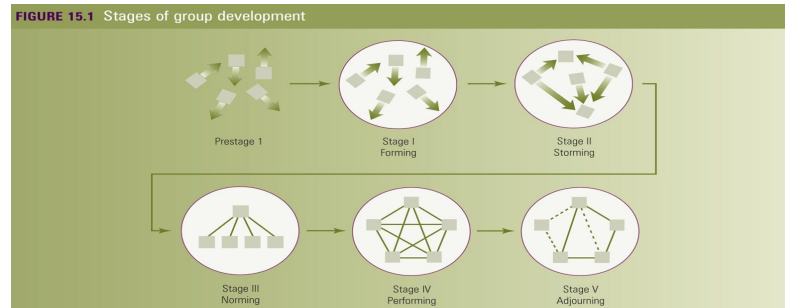 FIGURE 15.1 Stages of group development
Prestage 1
Stage I
Forming
Stage II
Storming
Stage III
Norming
Stage IV
Performing
Stage V
Adjourning